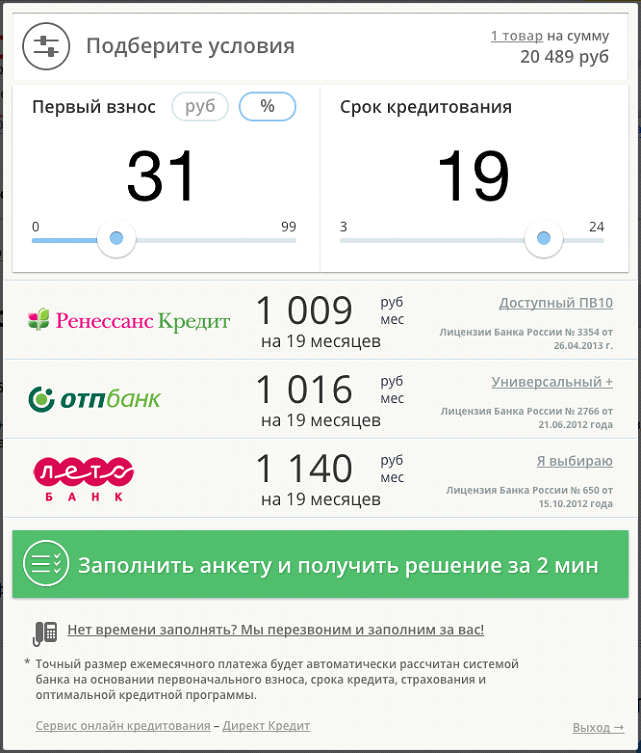 Подберите условия
1 товар на сумму
20 489 руб
Первый взнос руб %
Срок кредитования
31
19
0 99
3 24
Ренессанс Кредит
1 009 руб
мес
на 19 месяцев
Доступный ПВ10
Лицензии Банка России № 3354 от
26.04.2013 г.
отпбанк
1 016 руб
мес
на 19 месяцев
Универсальный +
Лицензия Банка России № 2766 от
21.06.2012 года
лето
БАНК
1 140 руб
мес
на 19 месяцев
Я выбираю
Лицензия Банка России № 650 от
15.10.2012 года
Заполнить анкету и получить решение за 2 мин
Нет времени заполнять? Мы перезвоним и заполним за вас!
* Точный размер ежемесячного платежа будет автоматически рассчитан системой
банка на основании первоначального взноса, срока кредита, страхования и
оптимальной кредитной программы.
Сервис онлайн кредитования – Директ Кредит
Выход →